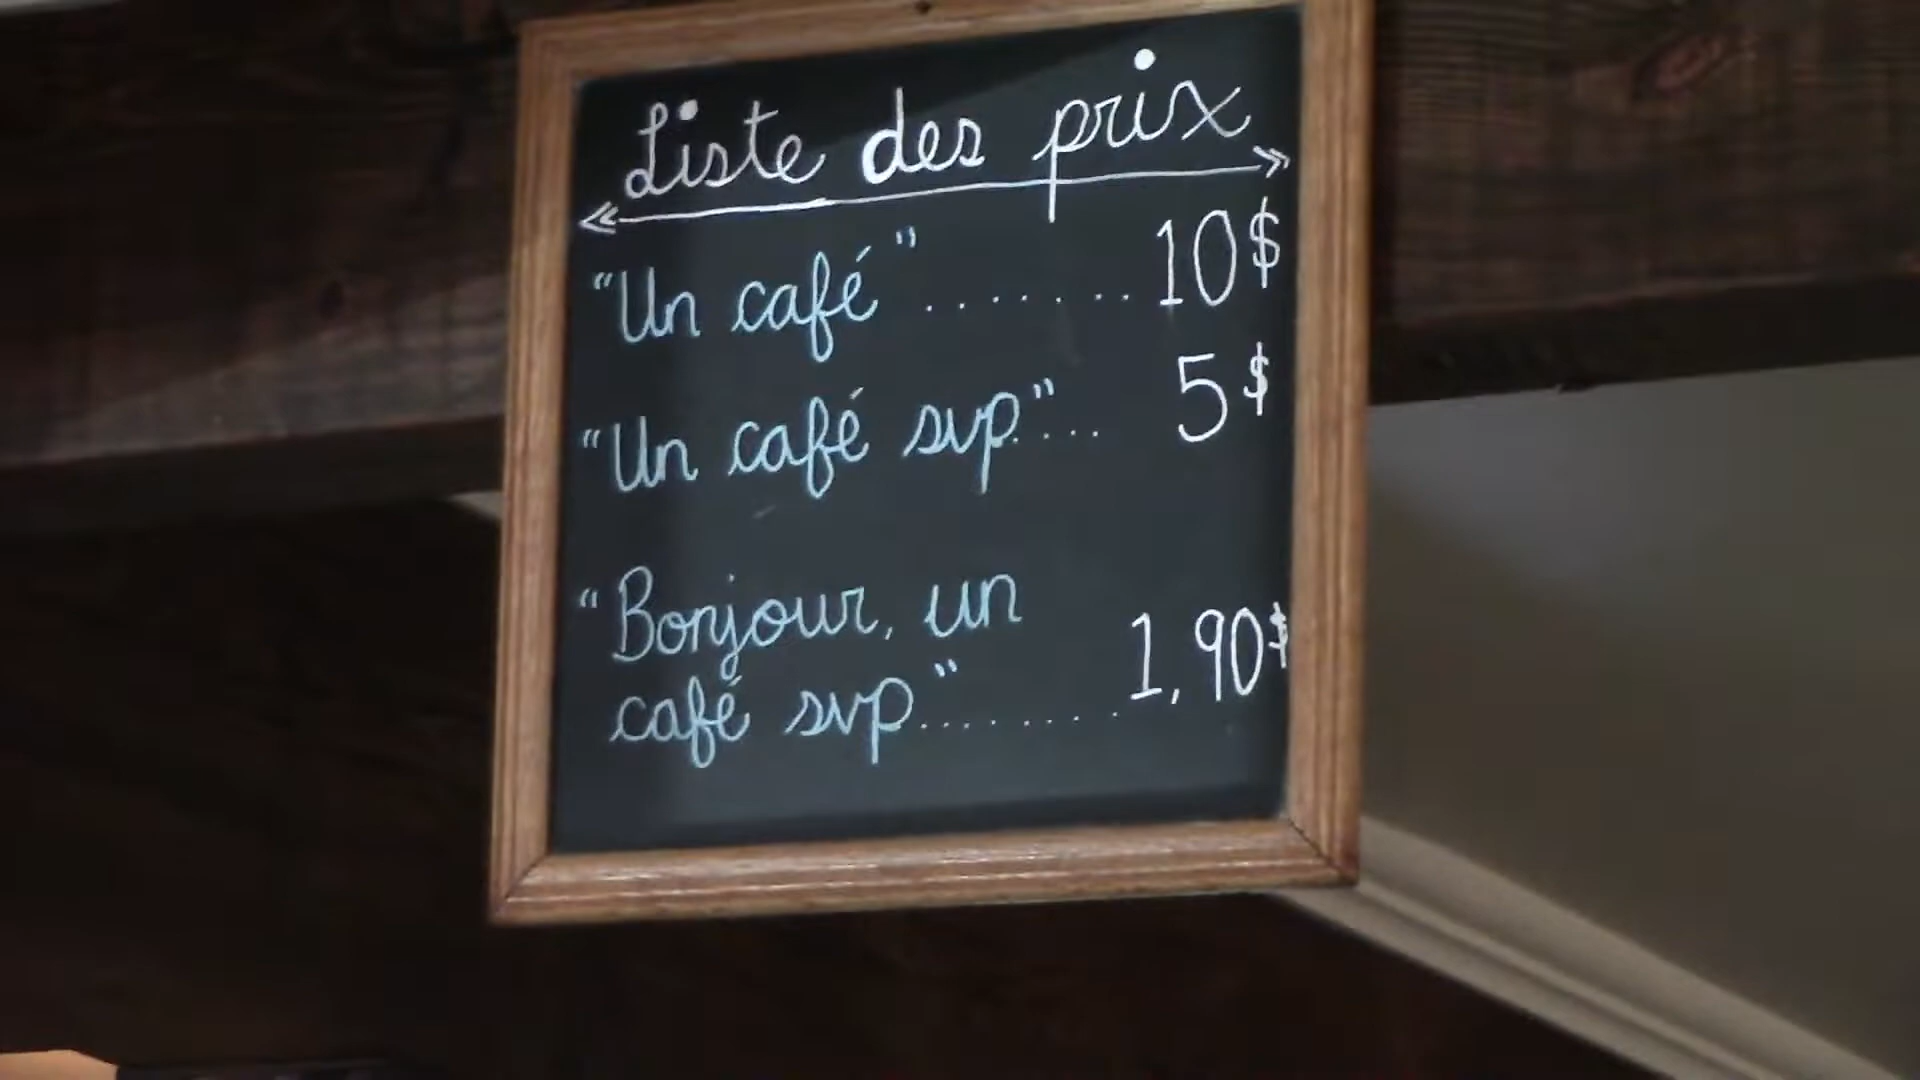 Liste des prix
"Un café" ....... 10$
"Un café svp" .... 5$
"Bonjour, un
café svp" ........ 1,90$